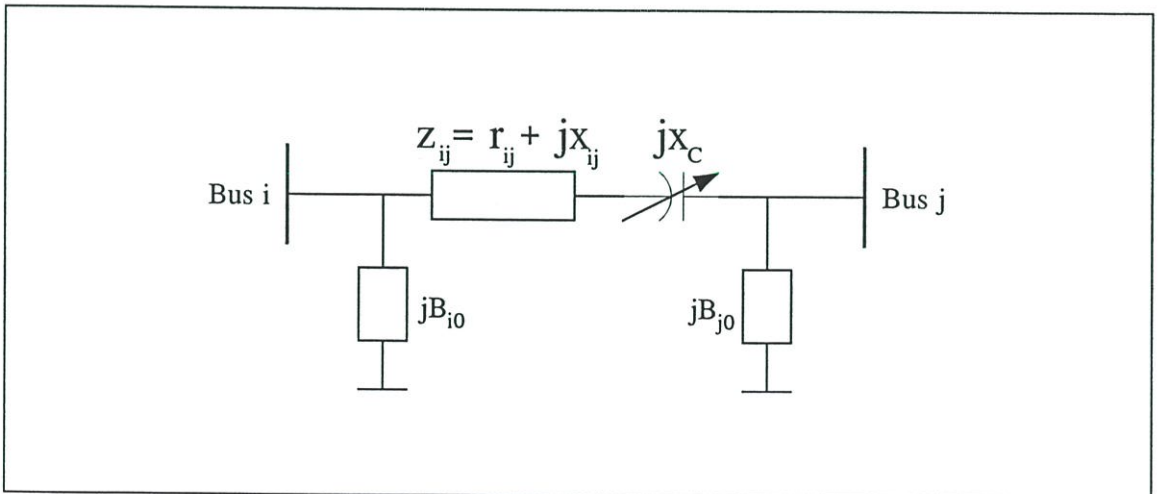 z_ij = r_ij + jx_ij
jx_C
Bus i
Bus j
jB_i0
jB_j0